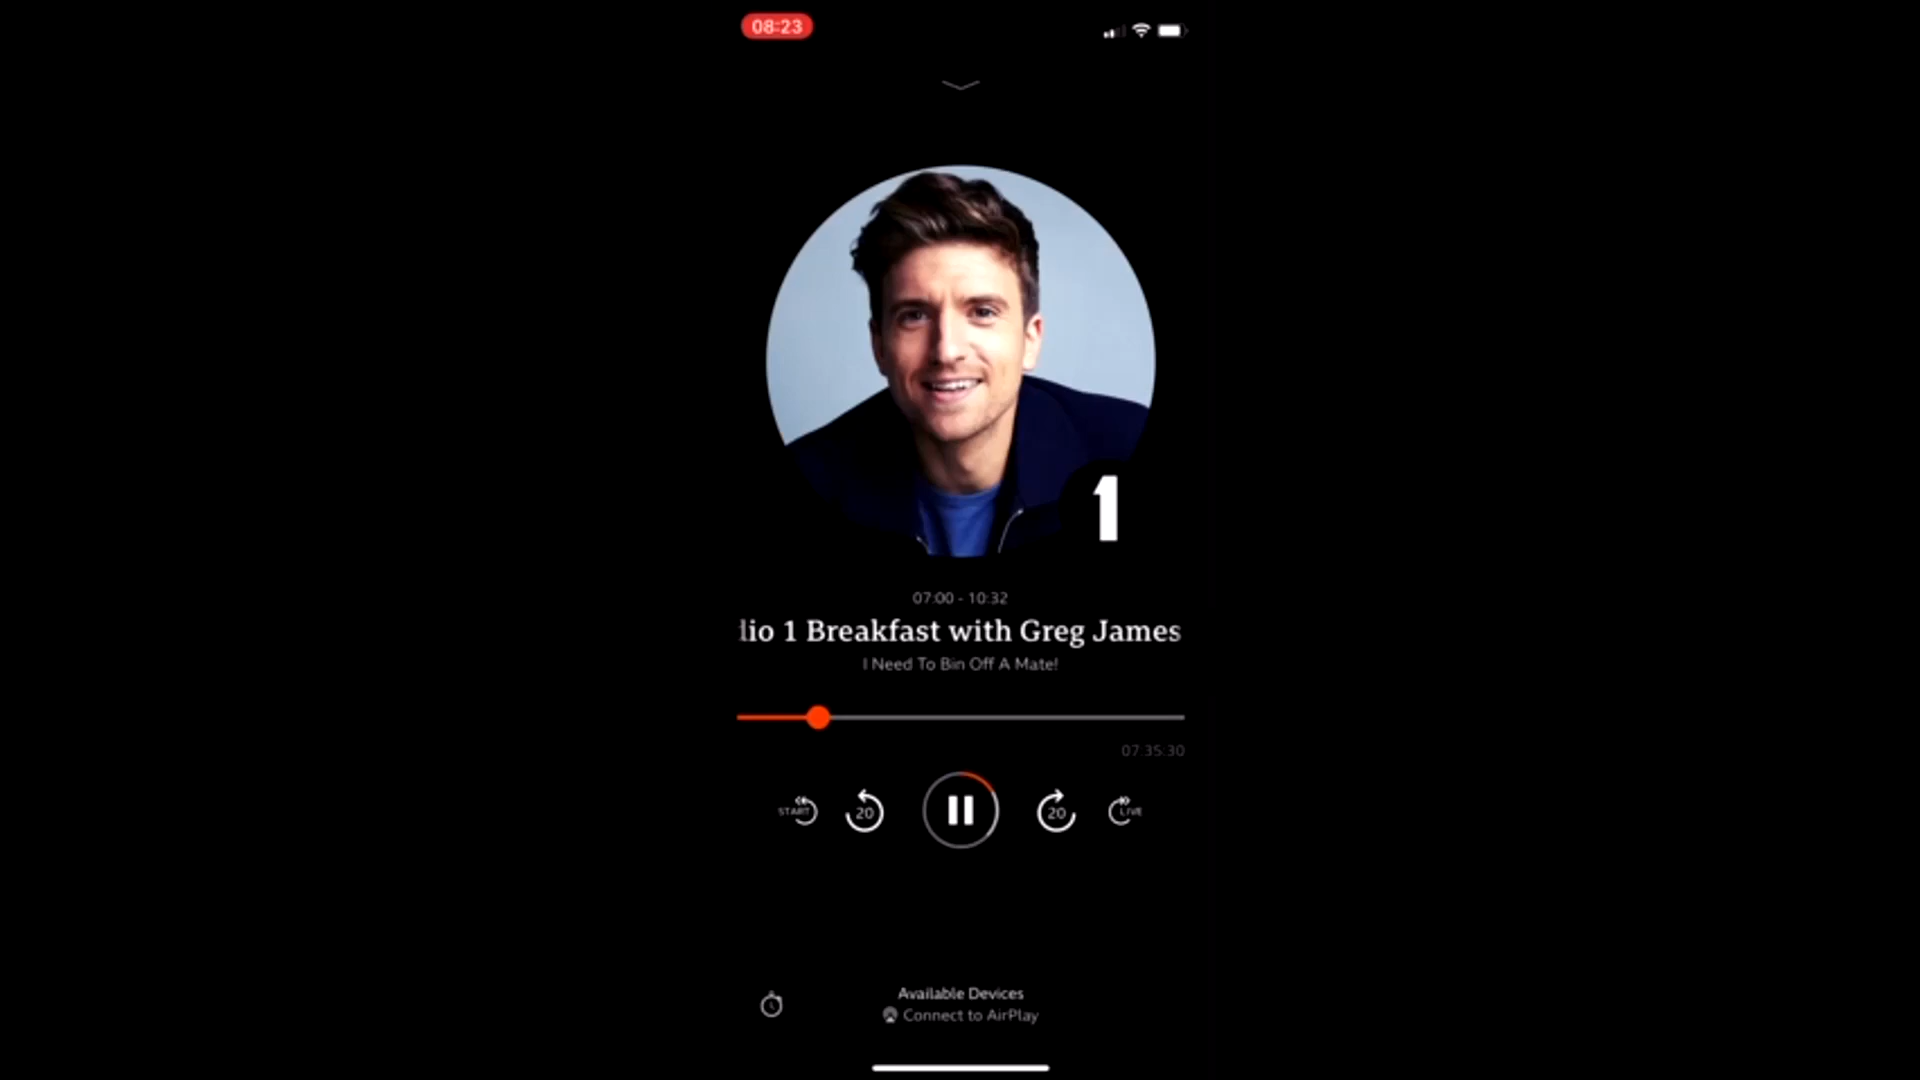 08:23
1
07:00 - 10:32
dio 1 Breakfast with Greg James
I Need To Bin Off A Mate!
07.35.30
START
20
20
LIVE
Available Devices
Connect to AirPlay